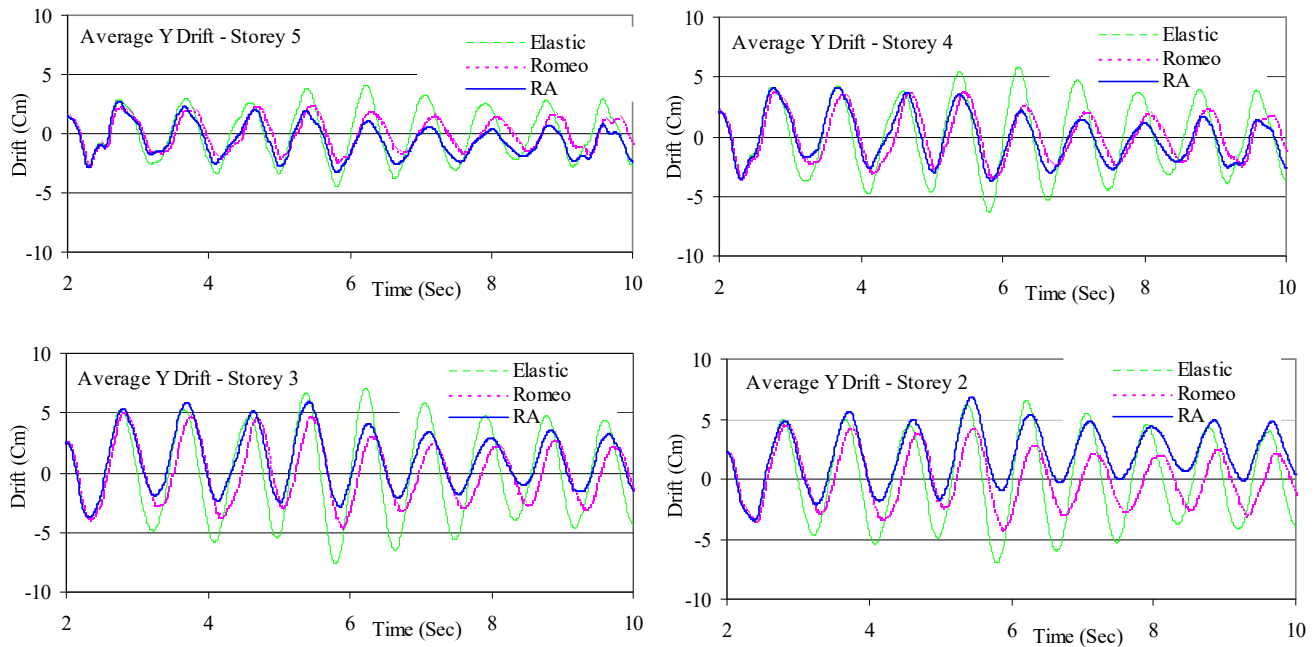 10
Average Y Drift - Storey 5
Elastic
Romeo
RA
5
0
-5
-10
Drift (Cm)
2
4
6
8
10
Time (Sec)
10
Average Y Drift - Storey 4
Elastic
Romeo
RA
5
0
-5
-10
Drift (Cm)
2
4
6
8
10
Time (Sec)
10
Average Y Drift - Storey 3
Elastic
Romeo
RA
5
0
-5
-10
Drift (Cm)
2
4
6
8
10
Time (Sec)
10
Average Y Drift - Storey 2
Elastic
Romeo
RA
5
0
-5
-10
Drift (Cm)
2
4
6
8
10
Time (Sec)